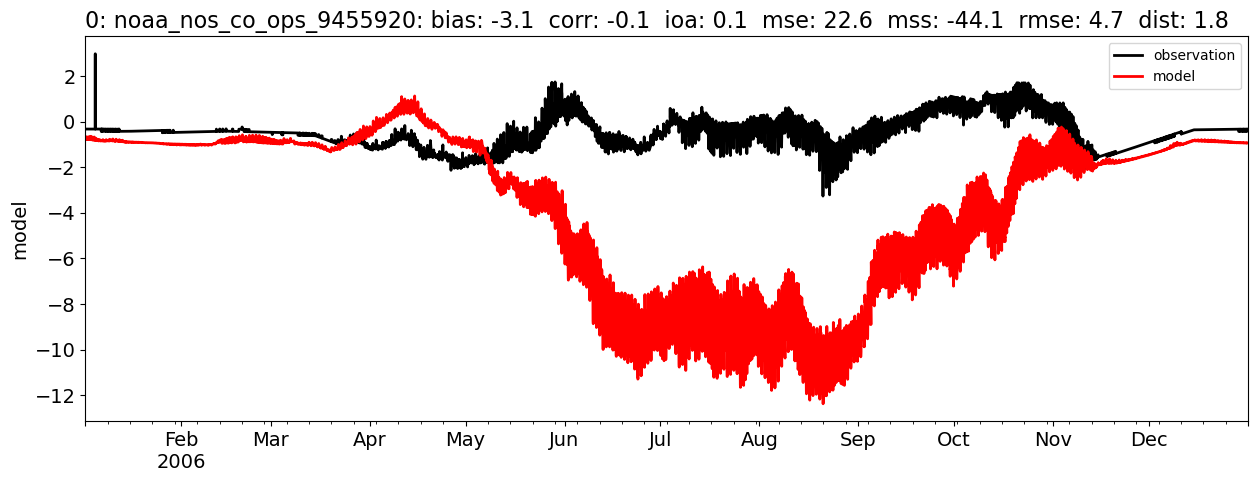 0: noaa_nos_co_ops_9455920: bias: -3.1  corr: -0.1  ioa: 0.1  mse: 22.6  mss: -44.1  rmse: 4.7  dist: 1.8
observation
model
2
0
−2
−4
−6
−8
−10
−12
model
Feb Mar Apr May Jun Jul Aug Sep Oct Nov Dec
2006